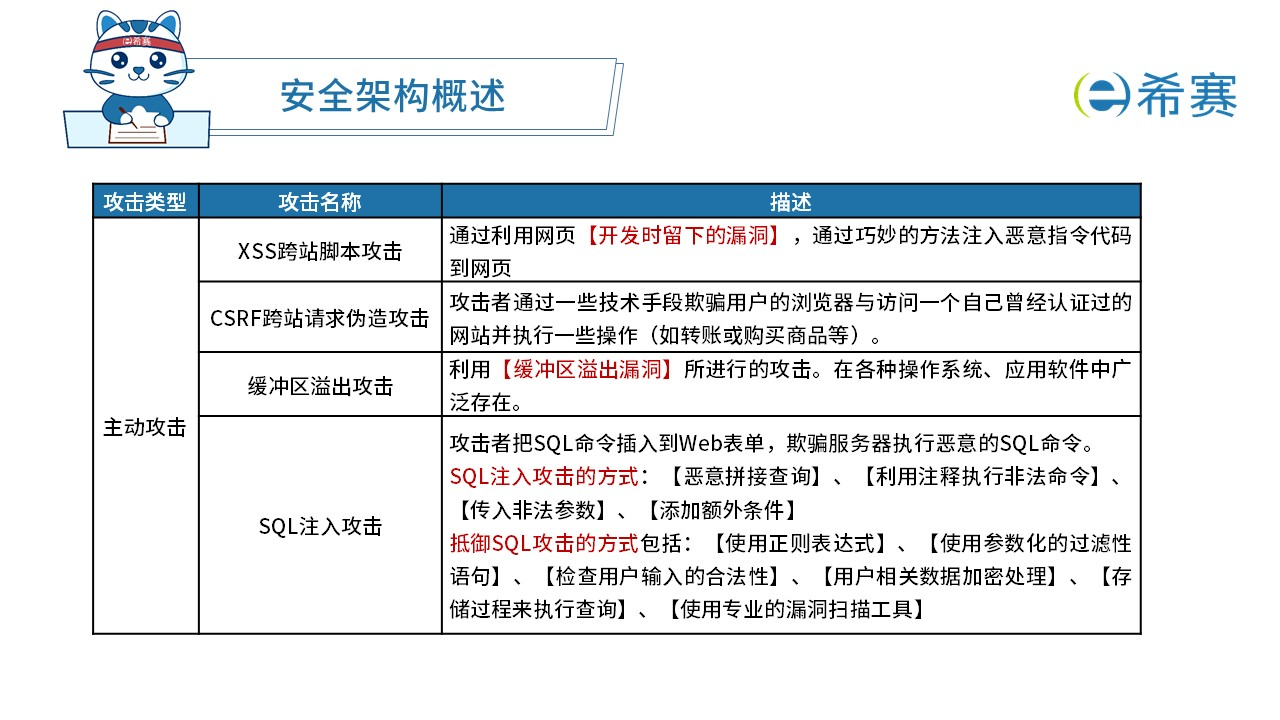 希赛
安全架构概述
希赛
攻击类型
攻击名称
描述
主动攻击
XSS跨站脚本攻击
通过利用网页【开发时留下的漏洞】，通过巧妙的方法注入恶意指令代码
到网页
CSRF跨站请求伪造攻击
攻击者通过一些技术手段欺骗用户的浏览器与访问一个自己曾经认证过的
网站并执行一些操作（如转账或购买商品等）。
缓冲区溢出攻击
利用【缓冲区溢出漏洞】所进行的攻击。在各种操作系统、应用软件中广
泛存在。
SQL注入攻击
攻击者把SQL命令插入到Web表单，欺骗服务器执行恶意的SQL命令。
SQL注入攻击的方式：【恶意拼接查询】、【利用注释执行非法命令】、
【传入非法参数】、【添加额外条件】
抵御SQL攻击的方式包括：【使用正则表达式】、【使用参数化的过滤性
语句】、【检查用户输入的合法性】、【用户相关数据加密处理】、【存
储过程来执行查询】、【使用专业的漏洞扫描工具】